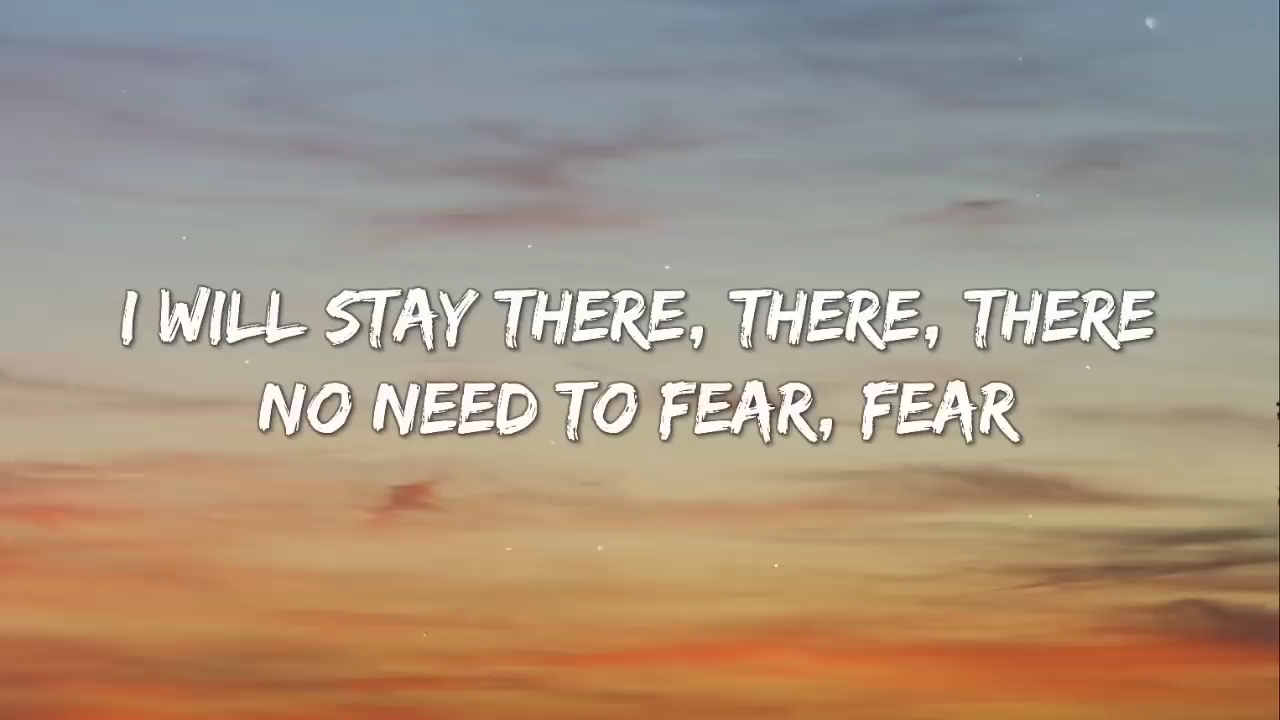 I WILL STAY THERE, THERE, THERE
NO NEED TO FEAR, FEAR